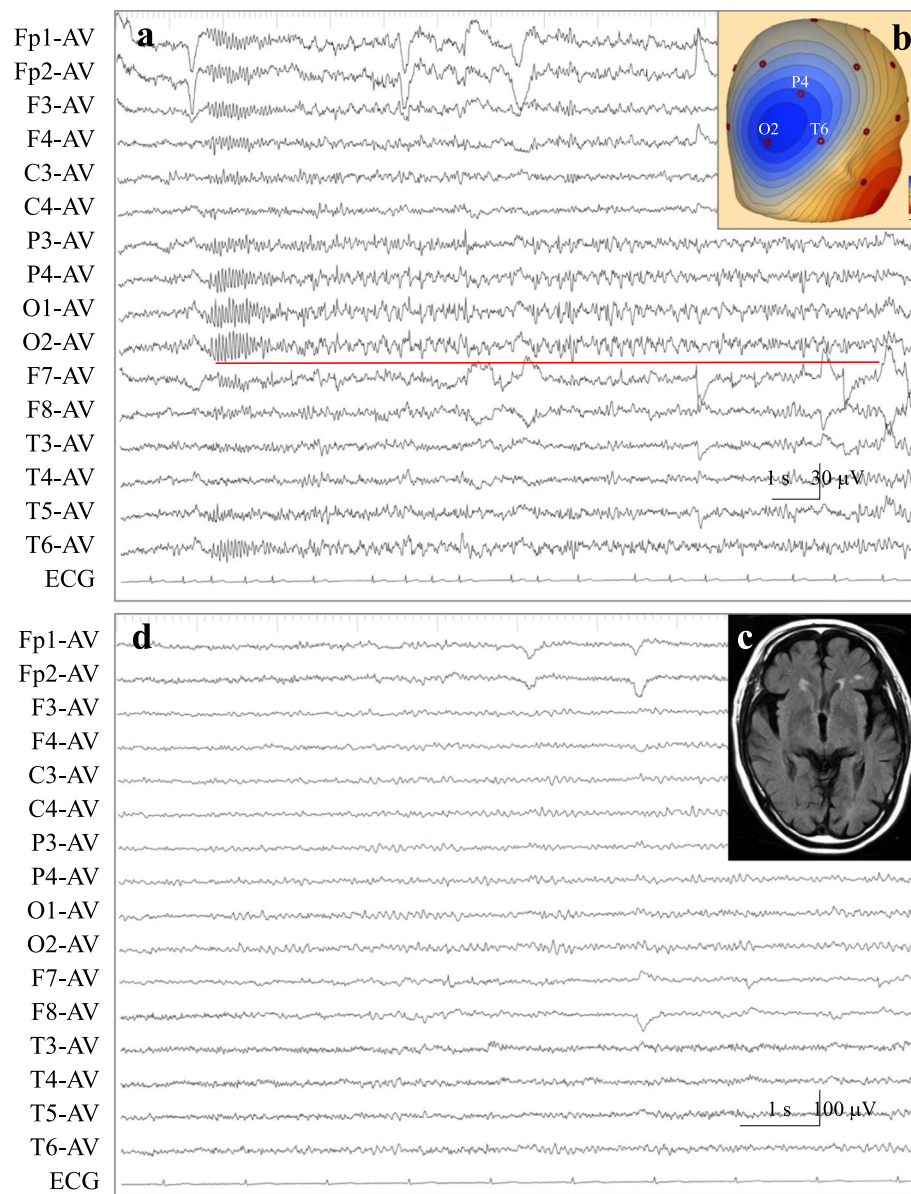 a
Fp1-AV
Fp2-AV
F3-AV
F4-AV
C3-AV
C4-AV
P3-AV
P4-AV
O1-AV
O2-AV
F7-AV
F8-AV
T3-AV
T4-AV
T5-AV
T6-AV
ECG
1 s 30 μV
b
P4
O2 T6
d
Fp1-AV
Fp2-AV
F3-AV
F4-AV
C3-AV
C4-AV
P3-AV
P4-AV
O1-AV
O2-AV
F7-AV
F8-AV
T3-AV
T4-AV
T5-AV
T6-AV
ECG
1 s 100 μV
c